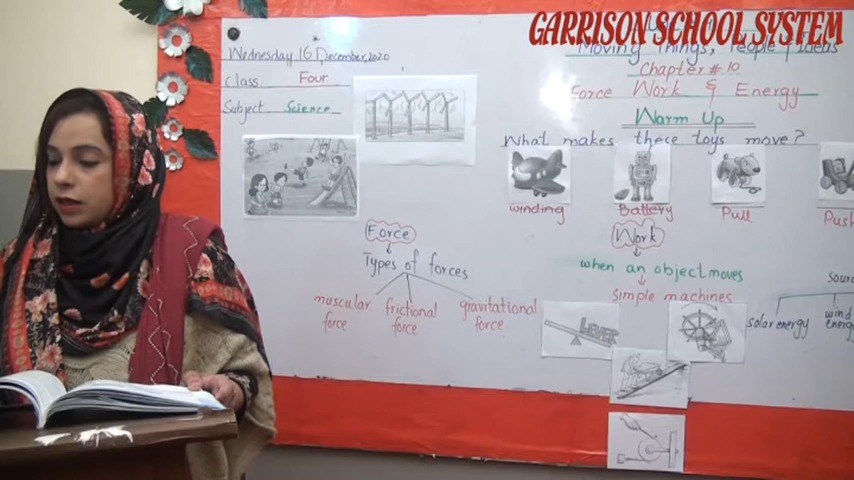 GARRISON SCHOOL SYSTEM
Wednesday 16 December, 2020
Class: Four
Subject Science
Moving Things, People & Ideas
Chapter # 10
Force Work & Energy
Warm Up
What makes these toys move?
winding
Battery
Pull
Push
Force
Types of forces
muscular force
frictional force
gravitational force
Work
when an object moves
simple machines
LEVER
solar energy
wind energy